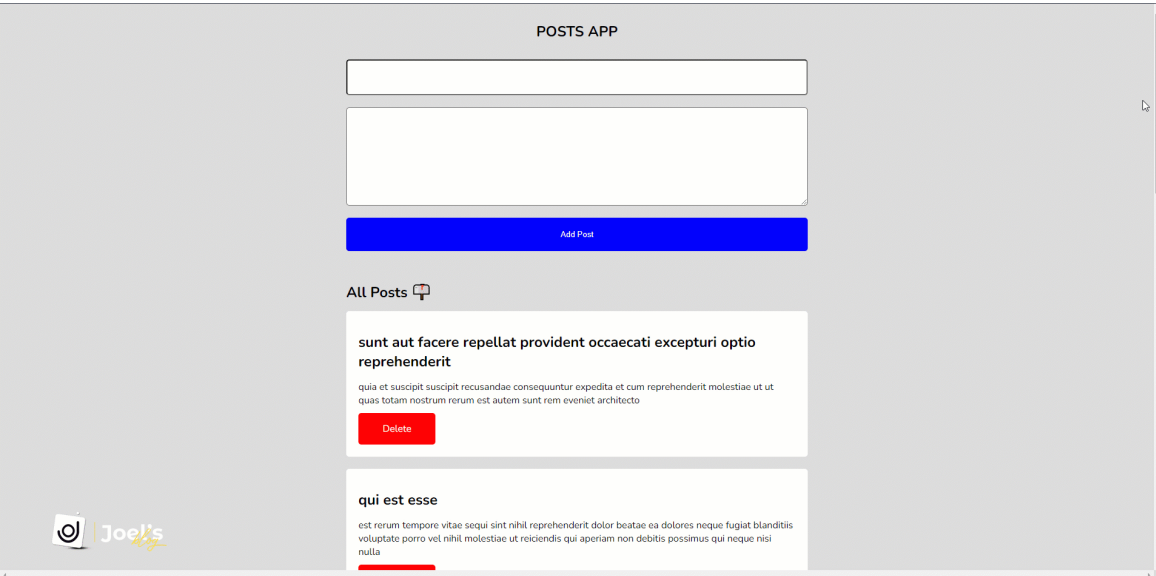 POSTS APP
Add Post
All Posts
sunt aut facere repellat provident occaecati excepturi optio
reprehenderit
quia et suscipit suscipit recusandae consequuntur expedita et cum reprehenderit molestiae ut ut
quas totam nostrum rerum est autem sunt rem eveniet architecto
Delete
qui est esse
est rerum tempore vitae sequi sint nihil reprehenderit dolor beatae ea dolores neque fugiat blanditiis
voluptate porro vel nihil molestiae ut reiciendis qui aperiam non debitis possimus qui neque nisi
nulla
Joel's